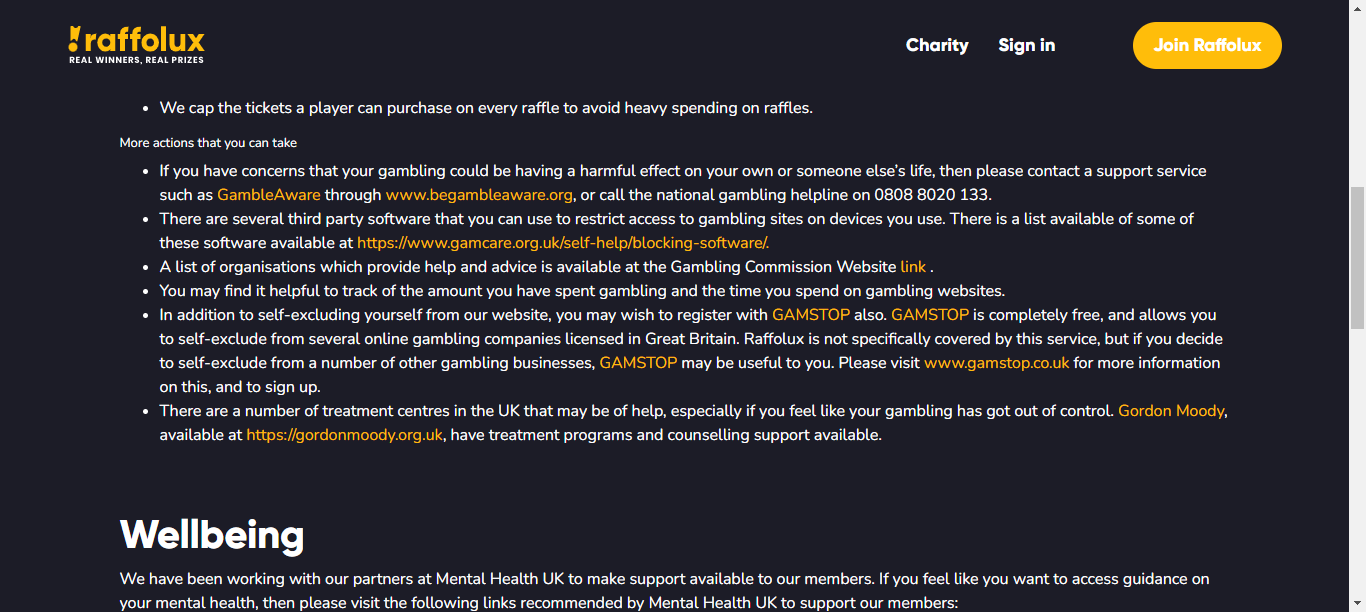 raffolux
REAL WINNERS, REAL PRIZES
Charity
Sign in
Join Raffolux
• We cap the tickets a player can purchase on every raffle to avoid heavy spending on raffles.
More actions that you can take
• If you have concerns that your gambling could be having a harmful effect on your own or someone else's life, then please contact a support service
such as GambleAware through www.begambleaware.org, or call the national gambling helpline on 0808 8020 133.
• There are several third party software that you can use to restrict access to gambling sites on devices you use. There is a list available of some of
these software available at https://www.gamcare.org.uk/self-help/blocking-software/.
• A list of organisations which provide help and advice is available at the Gambling Commission Website link .
• You may find it helpful to track of the amount you have spent gambling and the time you spend on gambling websites.
• In addition to self-excluding yourself from our website, you may wish to register with GAMSTOP also. GAMSTOP is completely free, and allows you
to self-exclude from several online gambling companies licensed in Great Britain. Raffolux is not specifically covered by this service, but if you decide
to self-exclude from a number of other gambling businesses, GAMSTOP may be useful to you. Please visit www.gamstop.co.uk for more information
on this, and to sign up.
• There are a number of treatment centres in the UK that may be of help, especially if you feel like your gambling has got out of control. Gordon Moody,
available at https://gordonmoody.org.uk, have treatment programs and counselling support available.
Wellbeing
We have been working with our partners at Mental Health UK to make support available to our members. If you feel like you want to access guidance on
your mental health, then please visit the following links recommended by Mental Health UK to support our members: